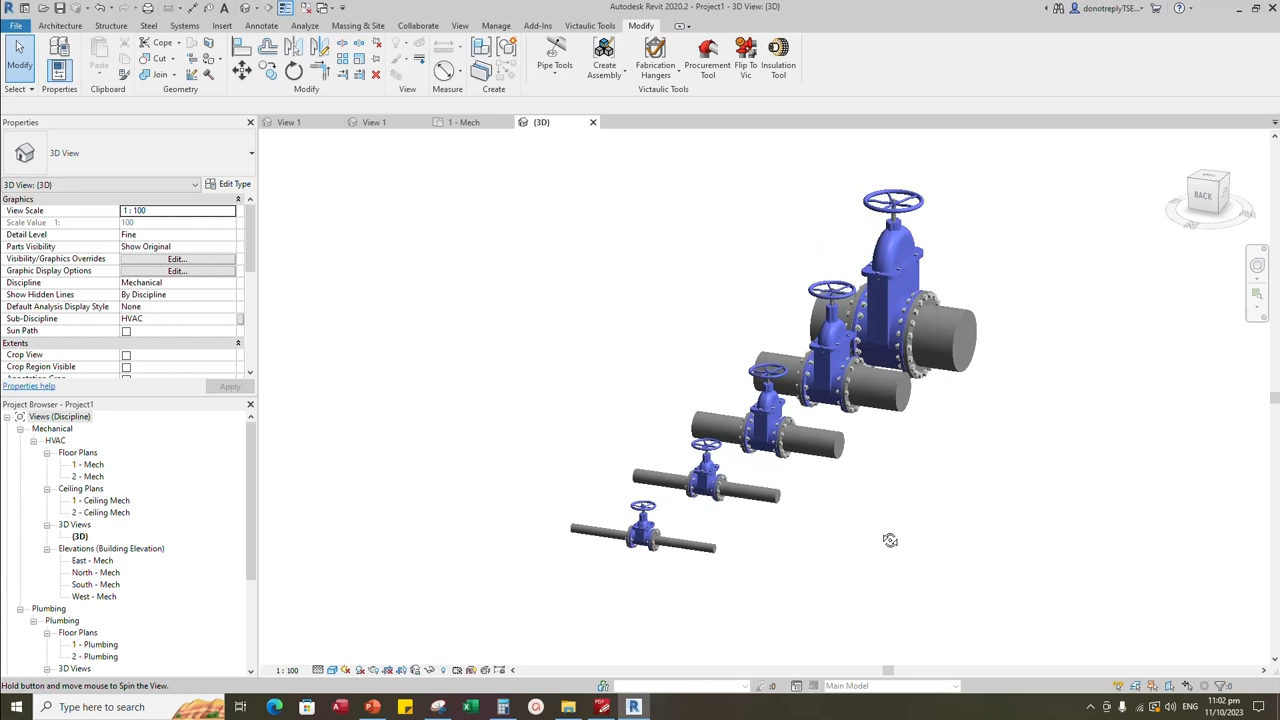 Autodesk Revit 2020.2 - Project1 - 3D View: {3D}
donotreplyTSE...
File Architecture Structure Steel Systems Insert Annotate Analyze Massing & Site Collaborate View Manage Add-Ins Victaulic Tools Modify
Modify
Paste
Cope
Cut
Join
Pipe Tools
Create Assembly
Fabrication Hangers
Procurement Tool
Flip To Vic
Insulation Tool
Select Properties Clipboard Geometry Modify View Measure Create Victaulic Tools
Properties
View 1
View 1
1 - Mech
{3D}
3D View
3D View: {3D}
Edit Type
Graphics
View Scale 1 : 100
Scale Value 1: 100
Detail Level Fine
Parts Visibility Show Original
Visibility/Graphics Overrides Edit...
Graphic Display Options Edit...
Discipline Mechanical
Show Hidden Lines By Discipline
Default Analysis Display Style None
Sub-Discipline HVAC
Sun Path
Extents
Crop View
Crop Region Visible
Properties help
Apply
BACK
Project Browser - Project1
Views (Discipline)
Mechanical
HVAC
Floor Plans
1 - Mech
2 - Mech
Ceiling Plans
1 - Ceiling Mech
2 - Ceiling Mech
3D Views
{3D}
Elevations (Building Elevation)
East - Mech
North - Mech
South - Mech
West - Mech
Plumbing
Plumbing
Floor Plans
1 - Plumbing
2 - Plumbing
3D Views
1 : 100
Hold button and move mouse to Spin the View.
:0
Main Model
:0
Type here to search
11:02 pm
11/10/2023